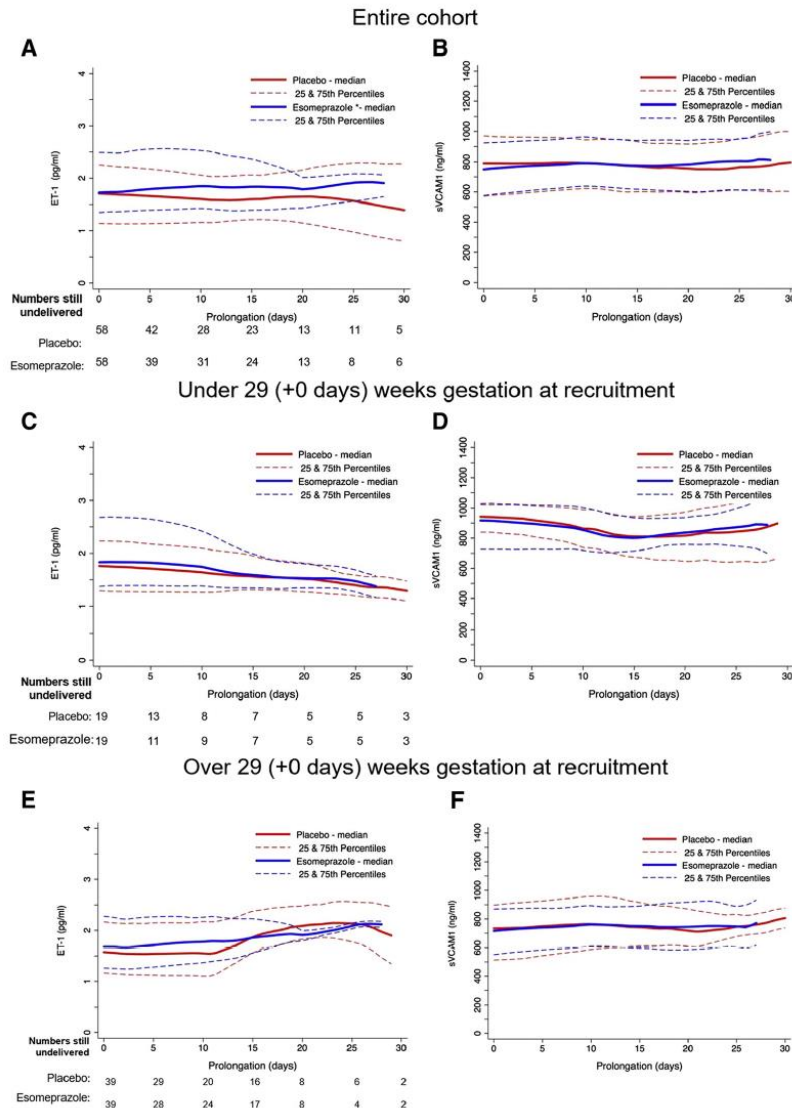 Entire cohort
A
Placebo - median
25 & 75th Percentiles
Esomeprazole *- median
25 & 75th Percentiles
ET-1 (pg/ml)
4
3
2
1
0
0 5 10 15 20 25 30
Prolongation (days)
Numbers still
undelivered
58 42 28 23 13 11 5
Placebo:
58 39 31 24 13 8 6
Esomeprazole:
B
Placebo - median
25 & 75th Percentiles
Esomeprazole - median
25 & 75th Percentiles
sVCAM1 (ng/ml)
1400
1200
1000
800
600
400
200
0
0 5 10 15 20 25 30
Prolongation (days)
Under 29 (+0 days) weeks gestation at recruitment
C
Placebo - median
25 & 75th Percentiles
Esomeprazole - median
25 & 75th Percentiles
ET-1 (pg/ml)
4
3
2
1
0
0 5 10 15 20 25 30
Prolongation (days)
Numbers still
undelivered
Placebo: 19 13 8 7 5 5 3
Esomeprazole: 19 11 9 7 5 5 3
D
Placebo - median
25 & 75th Percentiles
Esomeprazole - median
25 & 75th Percentiles
sVCAM1 (ng/ml)
1400
1200
1000
800
600
400
200
0
0 5 10 15 20 25 30
Prolongation (days)
Over 29 (+0 days) weeks gestation at recruitment
E
Placebo - median
25 & 75th Percentiles
Esomeprazole - median
25 & 75th Percentiles
ET-1 (pg/ml)
4
3
2
1
0
0 5 10 15 20 25 30
Prolongation (days)
Numbers still
undelivered
Placebo: 39 29 20 16 8 6 2
Esomeprazole: 39 28 24 17 8 4 2
F
Placebo - median
25 & 75th Percentiles
Esomeprazole - median
25 & 75th Percentiles
sVCAM1 (ng/ml)
1400
1200
1000
800
600
400
200
0
0 5 10 15 20 25 30
Prolongation (days)